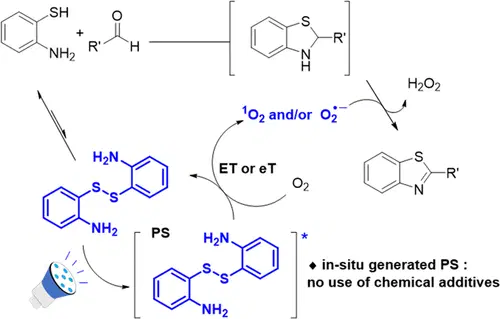 SH
NH₂
+
R'
O
H
S
N
H
R'
¹O₂ and/or O₂•−
H₂O₂
H₂N
S
S
NH₂
ET or eT
O₂
S
N
R'
PS
H₂N
S
S
NH₂
*
♦ in-situ generated PS :
no use of chemical additives